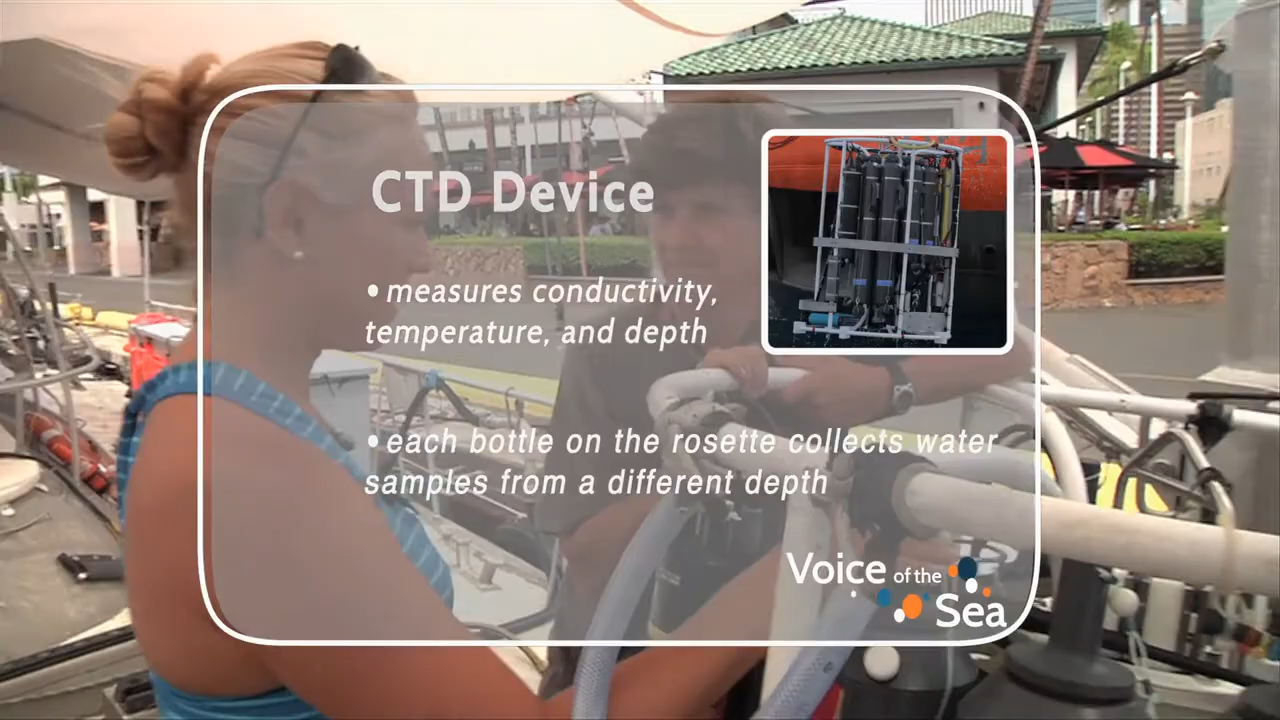 CTD Device
• measures conductivity,
temperature, and depth
• each bottle on the rosette collects water
samples from a different depth
Voice of the
Sea